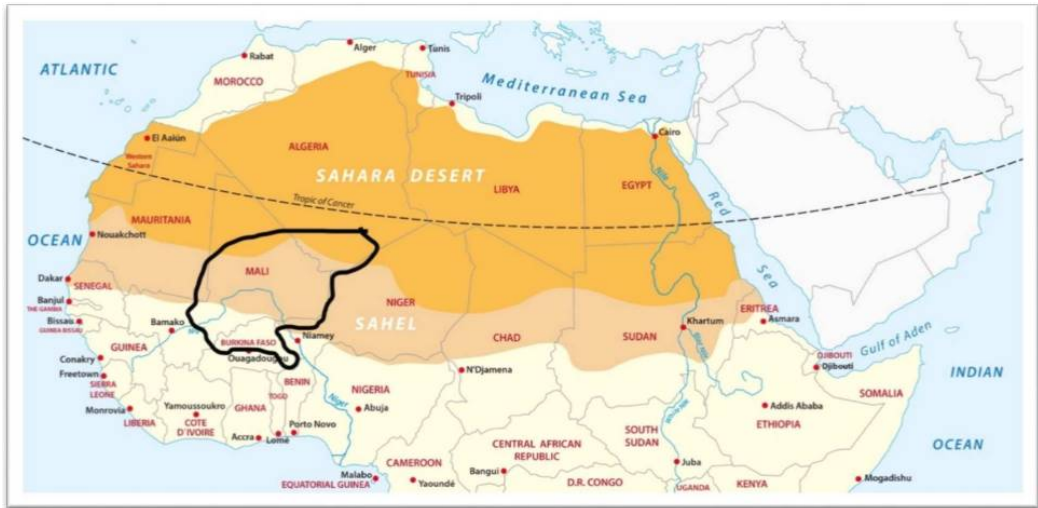 Alger
Tunis
Rabat
ATLANTIC
MOROCCO
TUNISIA
Mediterranean Sea
Tripoli
El Aaiún
Cairo
ALGERIA
Western
Sahara
SAHARA DESERT
LIBYA
EGYPT
Nile
Tropic of Cancer
Red
Sea
MAURITANIA
Nouakchott
OCEAN
MALI
Dakar
SENEGAL
NIGER
Banjul
THE GAMBIA
SAHEL
ERITREA
Asmara
Khartum
Bissau
GUINEA BISSAU
Bamako
Niamey
CHAD
SUDAN
Blue Nile
Gulf of Aden
GUINEA
BURKINA FASO
Ouagadougou
Conakry
DJIBOUTI
Djibouti
INDIAN
Freetown
SIERRA
LEONE
BENIN
N'Djamena
NIGERIA
SOMALIA
Yamoussoukro
GHANA
TOGO
Niger
Abuja
White Nile
Addis Ababa
Monrovia
LIBERIA
COTE
D'IVOIRE
Porto Novo
ETHIOPIA
Accra
Lomé
CENTRAL AFRICAN
REPUBLIC
SOUTH
SUDAN
OCEAN
CAMEROON
Malabo
Bangui
Juba
EQUATORIAL GUINEA
Yaoundé
D.R. CONGO
UGANDA
KENYA
Mogadishu